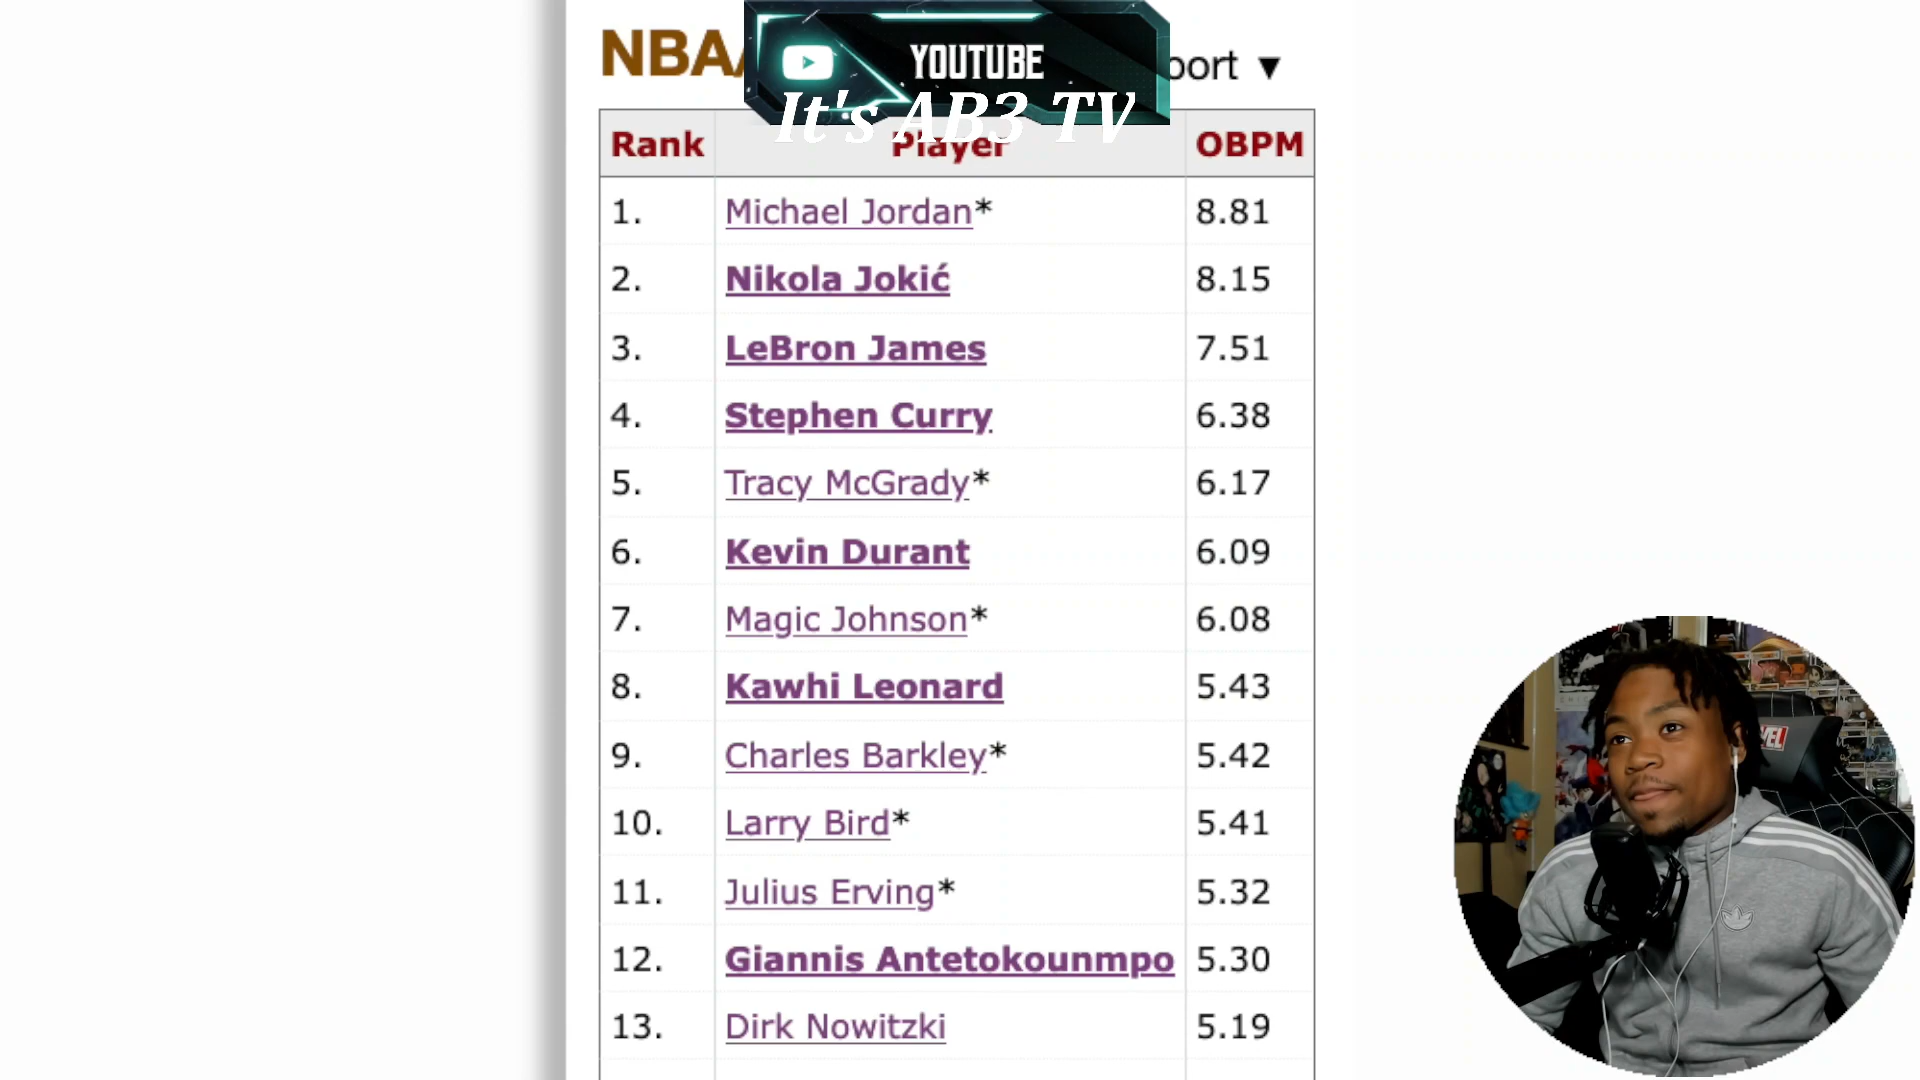 NBA/
YOUTUBE
port ▼
It's AB3 TV
Rank Player OBPM
1. Michael Jordan* 8.81
2. Nikola Jokić 8.15
3. LeBron James 7.51
4. Stephen Curry 6.38
5. Tracy McGrady* 6.17
6. Kevin Durant 6.09
7. Magic Johnson* 6.08
8. Kawhi Leonard 5.43
9. Charles Barkley* 5.42
10. Larry Bird* 5.41
11. Julius Erving* 5.32
12. Giannis Antetokounmpo 5.30
13. Dirk Nowitzki 5.19